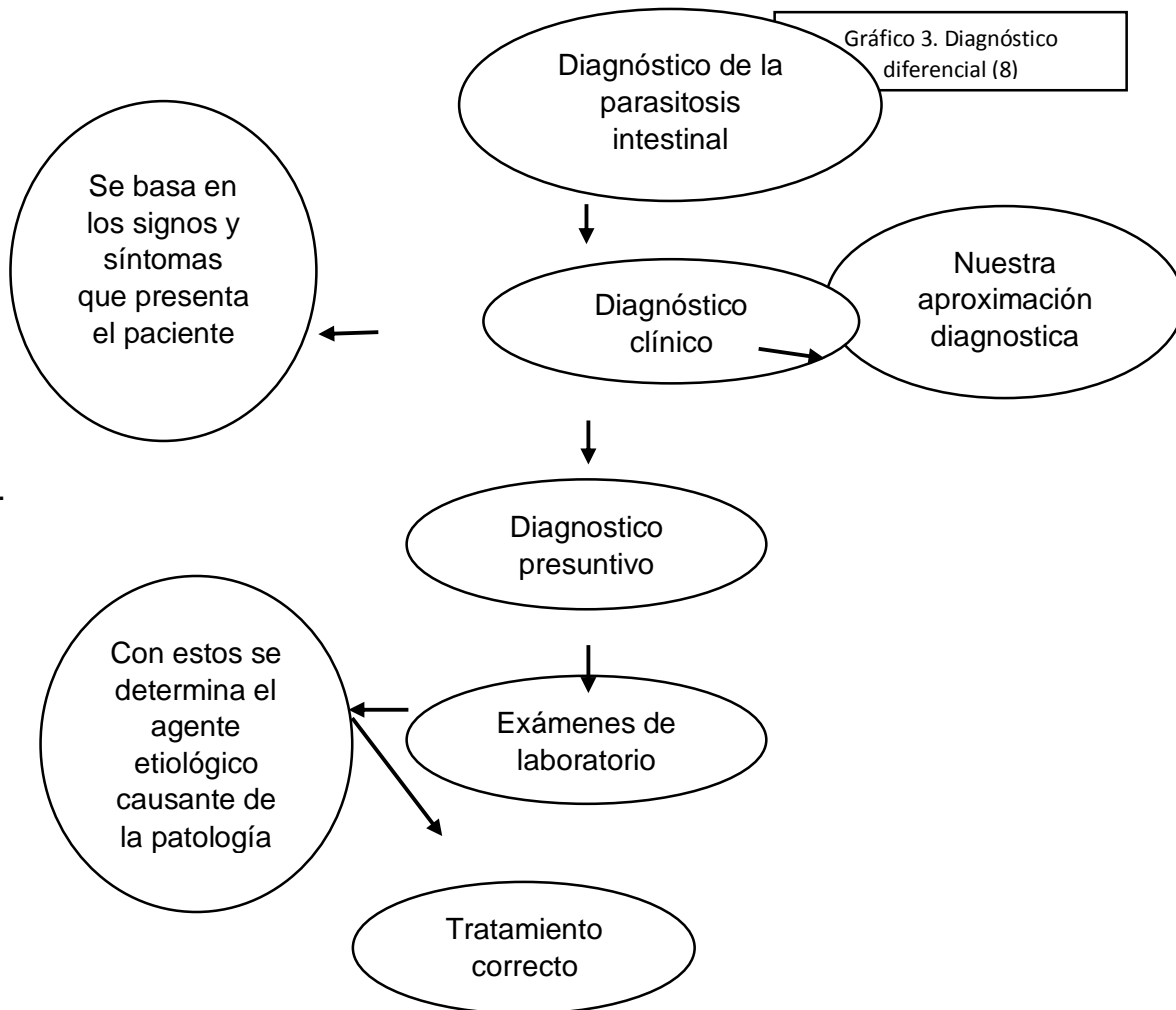 Gráfico 3. Diagnóstico
diferencial (8)
Diagnóstico de la
parasitosis
intestinal
Se basa en
los signos y
síntomas
que presenta
el paciente
Diagnóstico
clínico
Nuestra
aproximación
diagnostica
.
Diagnostico
presuntivo
Con estos se
determina el
agente
etiológico
causante de
la patología
Exámenes de
laboratorio
Tratamiento
correcto